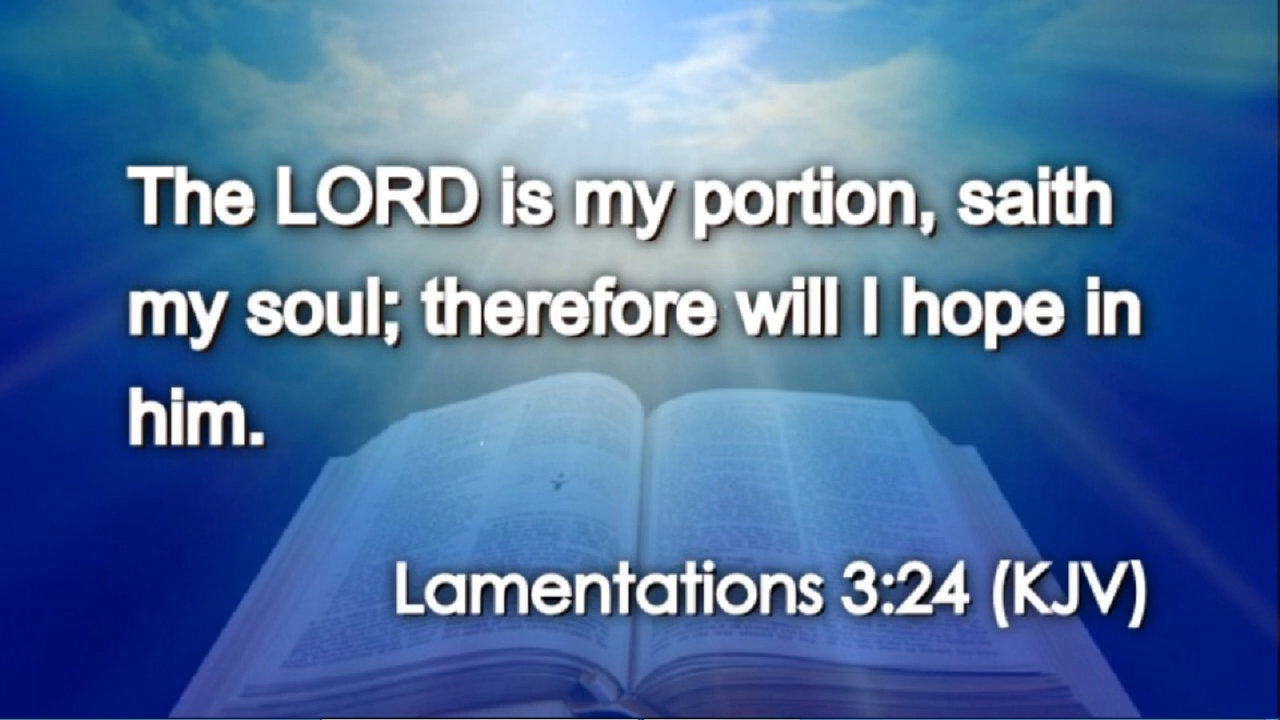 The LORD is my portion, saith
my soul; therefore will I hope in
him.
Lamentations 3:24 (KJV)